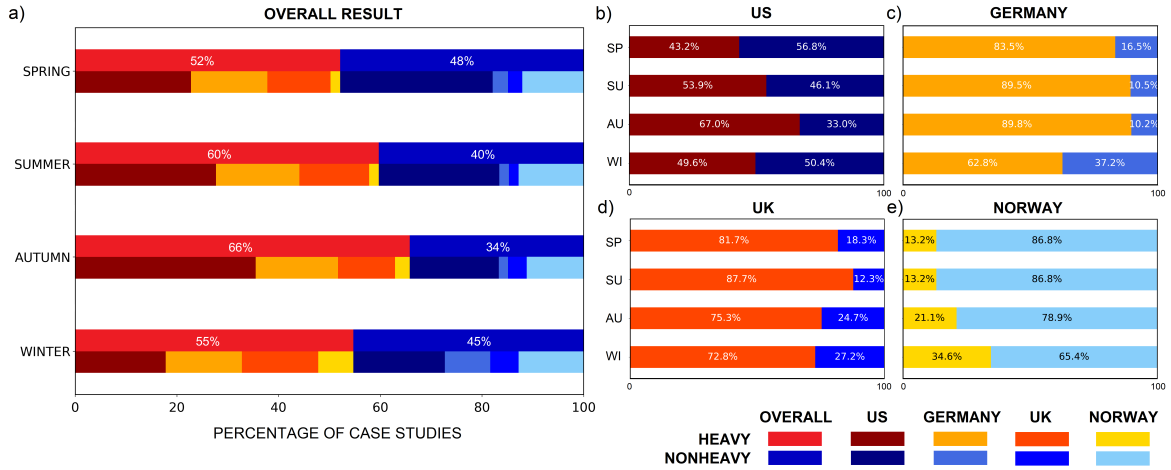 a)
OVERALL RESULT
SPRING
52%
48%
SUMMER
60%
40%
AUTUMN
66%
34%
WINTER
55%
45%
0 20 40 60 80 100
PERCENTAGE OF CASE STUDIES
b)
US
SP
43.2%
56.8%
SU
53.9%
46.1%
AU
67.0%
33.0%
WI
49.6%
50.4%
0 100
c)
GERMANY
83.5%
16.5%
89.5%
10.5%
89.8%
10.2%
62.8%
37.2%
0 100
d)
UK
SP
81.7%
18.3%
SU
87.7%
12.3%
AU
75.3%
24.7%
WI
72.8%
27.2%
0 100
e)
NORWAY
13.2%
86.8%
13.2%
86.8%
21.1%
78.9%
34.6%
65.4%
0 100
OVERALL US GERMANY UK NORWAY
HEAVY
NONHEAVY